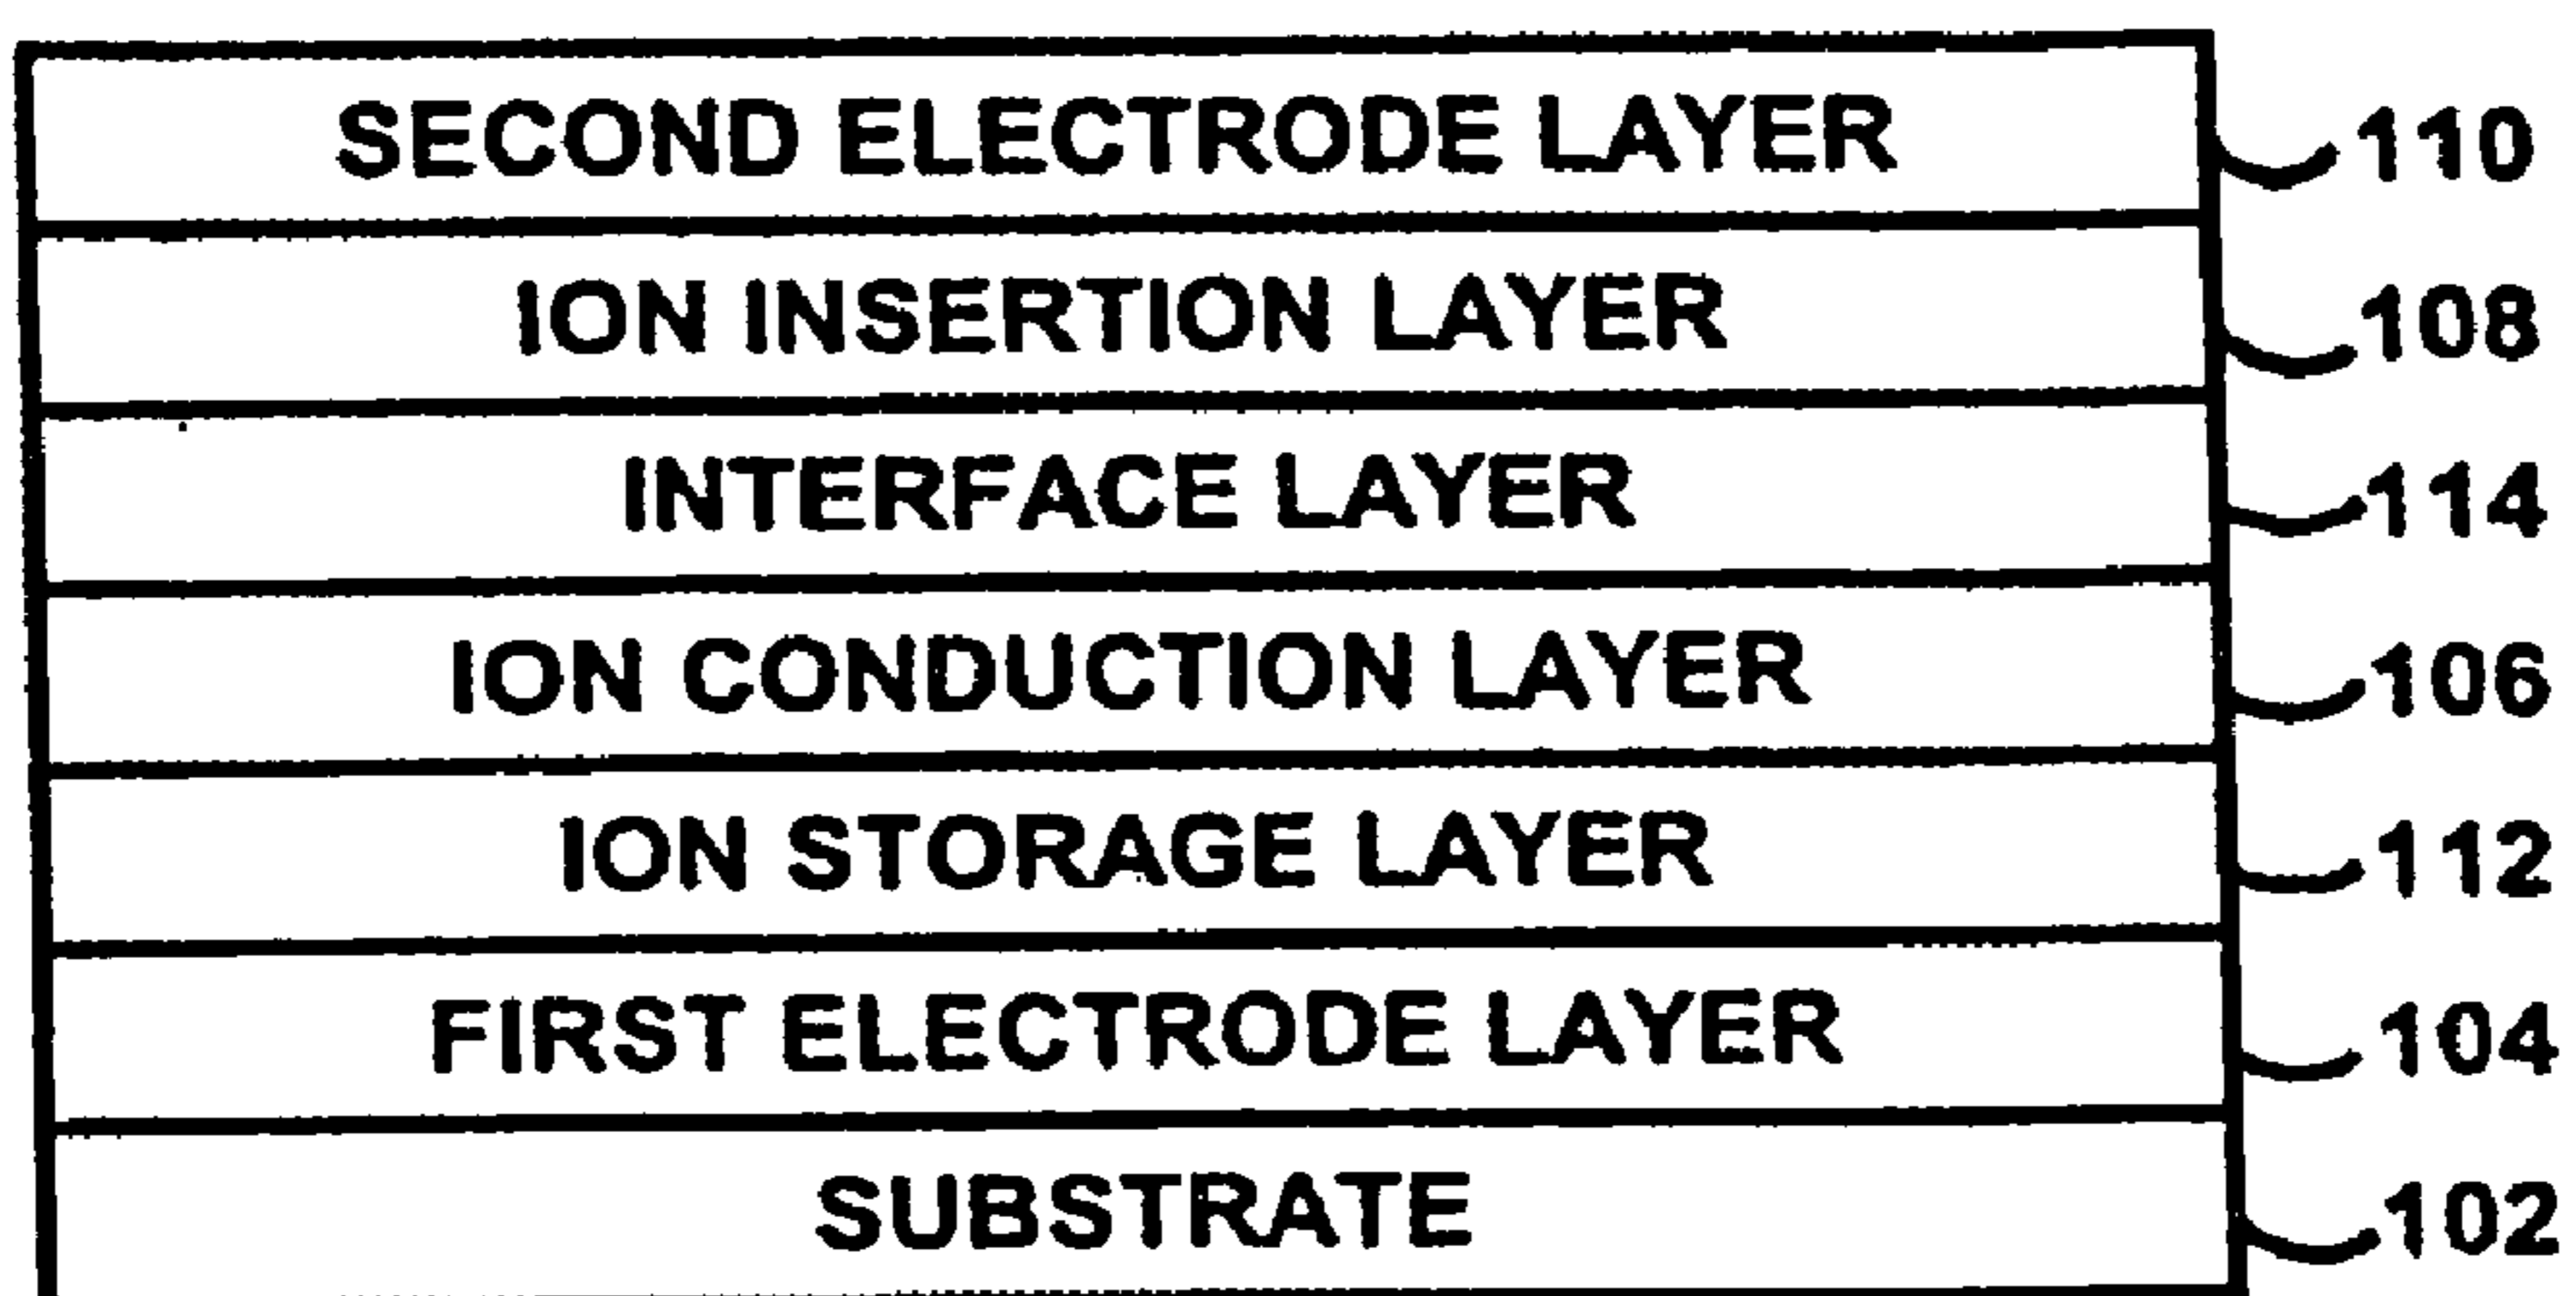 SECOND ELECTRODE LAYER 110
ION INSERTION LAYER 108
INTERFACE LAYER 114
ION CONDUCTION LAYER 106
ION STORAGE LAYER 112
FIRST ELECTRODE LAYER 104
SUBSTRATE 102